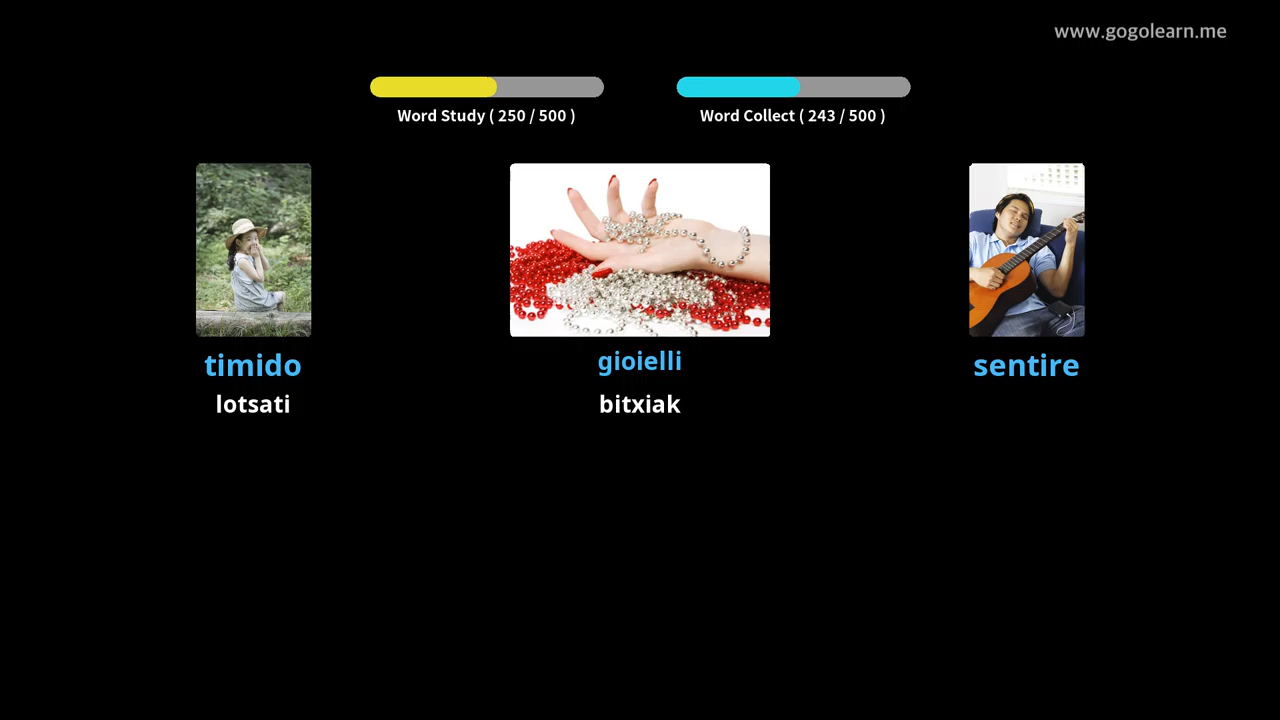 www.gogolearn.me
Word Study ( 250 / 500 )
Word Collect ( 243 / 500 )
timido
gioielli
sentire
lotsati
bitxiak